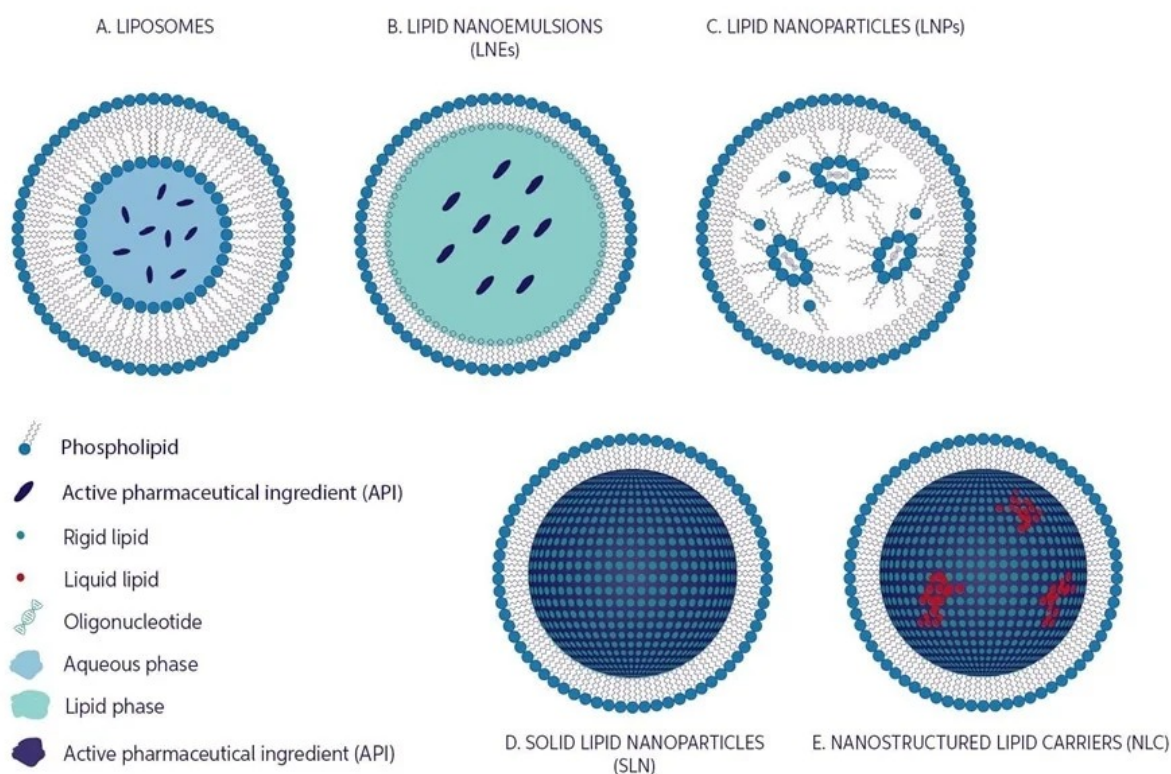 A. LIPOSOMES
B. LIPID NANOEMULSIONS
(LNEs)
C. LIPID NANOPARTICLES (LNPs)
Phospholipid
Active pharmaceutical ingredient (API)
Rigid lipid
Liquid lipid
Oligonucleotide
Aqueous phase
Lipid phase
Active pharmaceutical ingredient (API)
D. SOLID LIPID NANOPARTICLES
(SLN)
E. NANOSTRUCTURED LIPID CARRIERS (NLC)